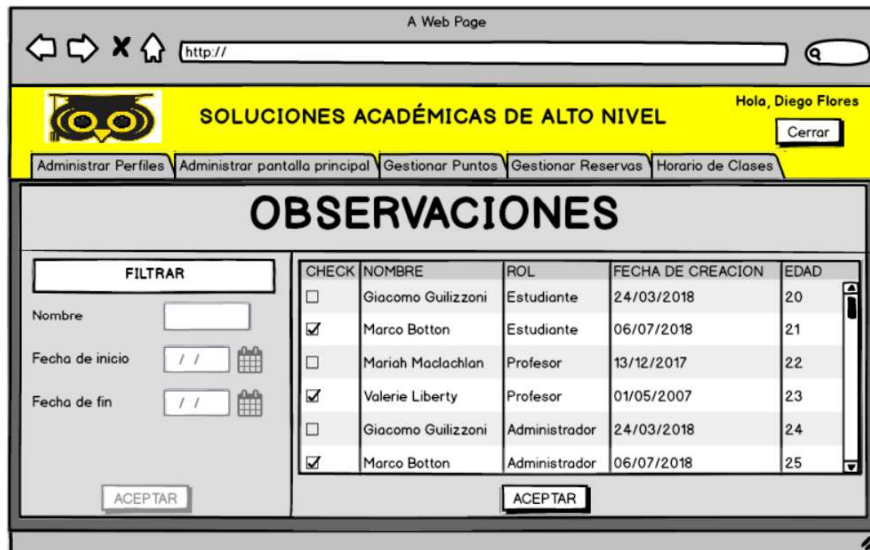 A Web Page
http://
SOLUCIONES ACADÉMICAS DE ALTO NIVEL
Hola, Diego Flores
Cerrar
Administrar Perfiles Administrar pantalla principal Gestionar Puntos Gestionar Reservas Horario de Clases
OBSERVACIONES
FILTRAR
Nombre
Fecha de inicio / /
Fecha de fin / /
ACEPTAR
CHECK NOMBRE ROL FECHA DE CREACION EDAD
Giacomo Guilizzoni Estudiante 24/03/2018 20
Marco Botton Estudiante 06/07/2018 21
Mariah Maclachlan Profesor 13/12/2017 22
Valerie Liberty Profesor 01/05/2007 23
Giacomo Guilizzoni Administrador 24/03/2018 24
Marco Botton Administrador 06/07/2018 25
ACEPTAR